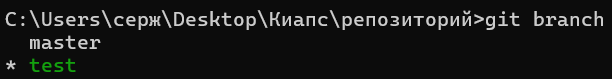 C:\Users\серж\Desktop\Киапс\репозиторий>git branch
  master
* test